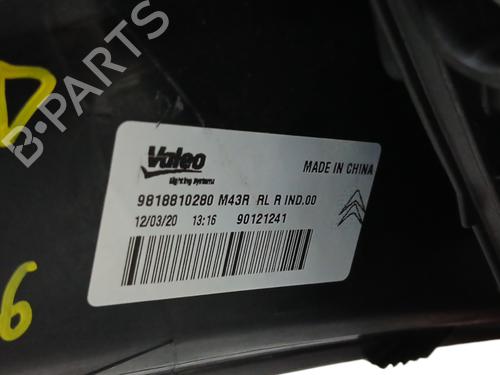 D
B-PARTS
Valeo
Lighting Systems
MADE IN CHINA
9818810280 M43R RL R IND.00
12/03/20 13:16 90121241
6